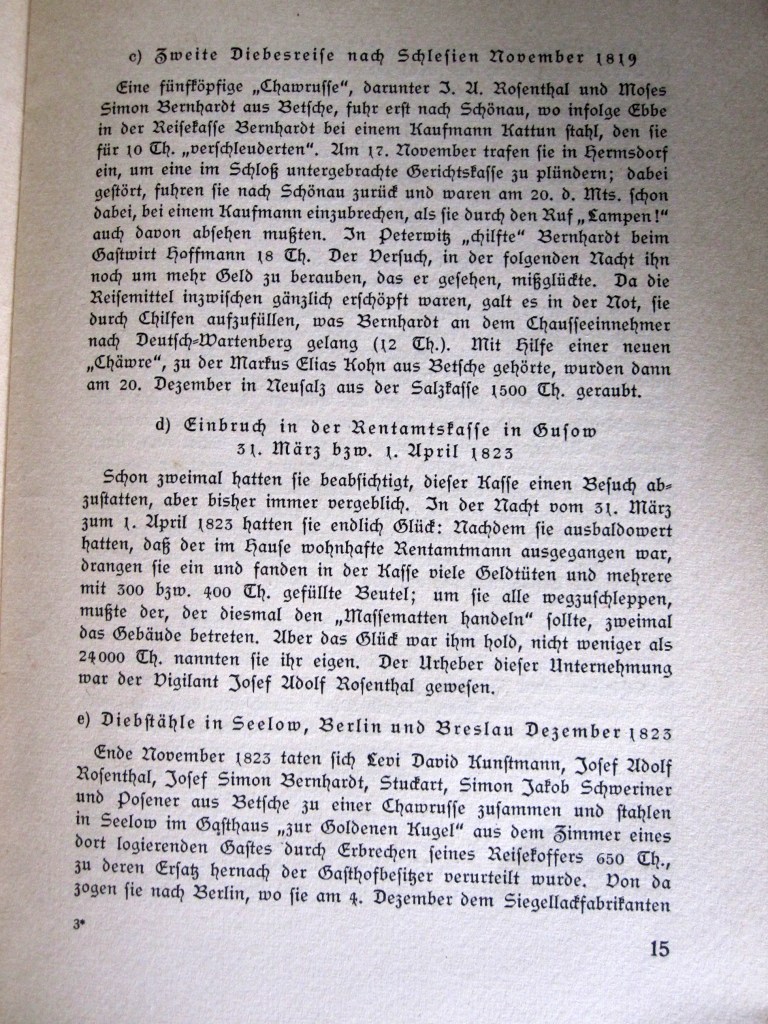 c) Zweite Diebesreise nach Schlesien November 1819
Eine fünfköpfige „Chawrusse“, darunter J. A. Rosenthal und Moses
Simon Bernhardt aus Betsche, fuhr erst nach Schönau, wo infolge Ebbe
in der Reisekasse Bernhardt bei einem Kaufmann Kattun stahl, den sie
für 10 Th. „verschleuderten“. Am 17. November trafen sie in Hermsdorf
ein, um eine im Schloß untergebrachte Gerichtskasse zu plündern; dabei
gestört, fuhren sie nach Schönau zurück und waren am 20. d. Mts. schon
dabei, bei einem Kaufmann einzubrechen, als sie durch den Ruf „Lampen!“
auch davon absehen mußten. In Peterwitz „chilfte“ Bernhardt beim
Gastwirt Hoffmann 18 Th. Der Versuch, in der folgenden Nacht ihn
noch um mehr Geld zu berauben, das er gesehen, mißglückte. Da die
Reisemittel inzwischen gänzlich erschöpft waren, galt es in der Not, sie
durch Chilfen aufzufüllen, was Bernhardt an dem Chausseeinnehmer
nach Deutsch-Wartenberg gelang (12 Th.). Mit Hilfe einer neuen
„Chäwre“, zu der Markus Elias Kohn aus Betsche gehörte, wurden dann
am 20. Dezember in Neusalz aus der Salzkasse 1500 Th. geraubt.
d) Einbruch in der Rentamtskasse in Gusow
31. März bzw. 1. April 1823
Schon zweimal hatten sie beabsichtigt, dieser Kasse einen Besuch ab-
zustatten, aber bisher immer vergeblich. In der Nacht vom 31. März
zum 1. April 1823 hatten sie endlich Glück: Nachdem sie ausbaldowert
hatten, daß der im Hause wohnhafte Rentamtmann ausgegangen war,
drangen sie ein und fanden in der Kasse viele Geldtüten und mehrere
mit 300 bzw. 400 Th. gefüllte Beutel; um sie alle wegzuschleppen,
mußte der, der diesmal den „Massematten handeln“ sollte, zweimal
das Gebäude betreten. Aber das Glück war ihm hold, nicht weniger als
24000 Th. nannten sie ihr eigen. Der Urheber dieser Unternehmung
war der Vigilant Josef Adolf Rosenthal gewesen.
e) Diebstähle in Seelow, Berlin und Breslau Dezember 1823
Ende November 1823 taten sich Levi David Kunstmann, Josef Adolf
Rosenthal, Josef Simon Bernhardt, Stuckart, Simon Jakob Schweriner
und Posener aus Betsche zu einer Chawrusse zusammen und stahlen
in Seelow im Gasthaus „zur Goldenen Kugel“ aus dem Zimmer eines
dort logierenden Gastes durch Erbrechen seines Reisekoffers 650 Th.,
zu deren Ersatz hernach der Gasthofbesitzer verurteilt wurde. Von da
zogen sie nach Berlin, wo sie am 4. Dezember dem Siegellackfabrikanten
3*
15